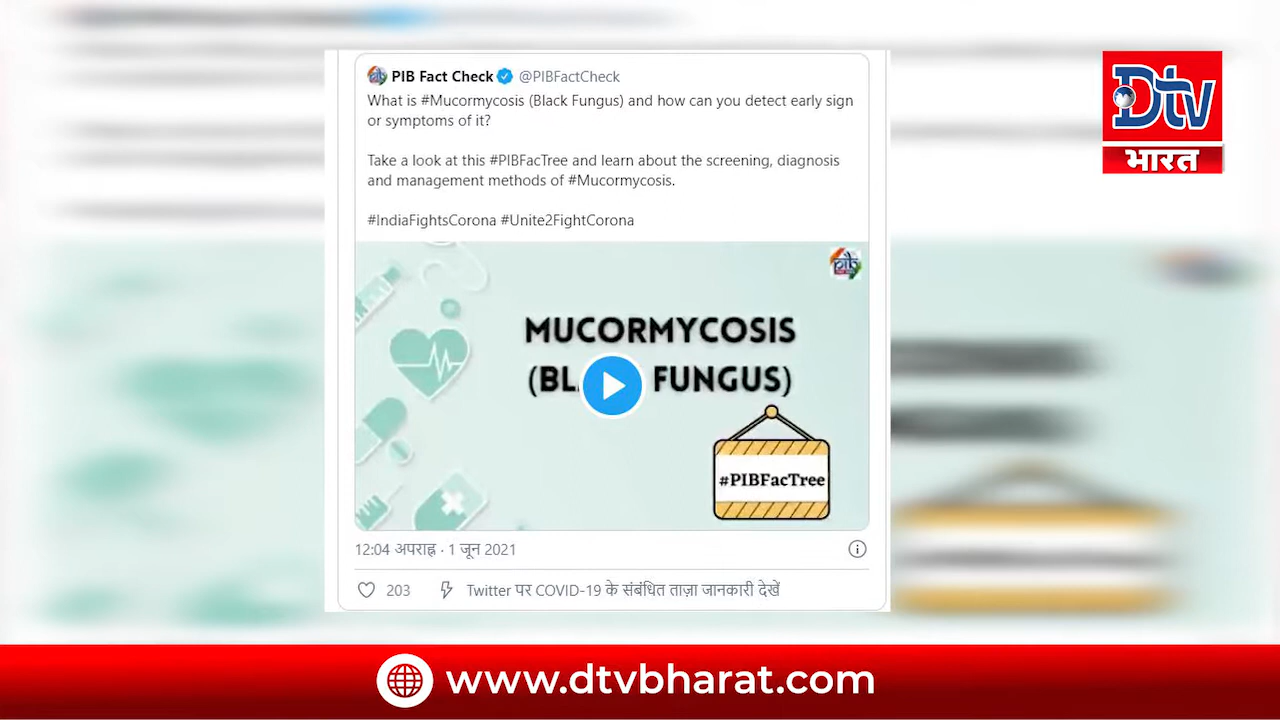 PIB Fact Check @PIBFactCheck
What is #Mucormycosis (Black Fungus) and how can you detect early sign
or symptoms of it?
Take a look at this #PIBFacTree and learn about the screening, diagnosis
and management methods of #Mucormycosis.
#IndiaFightsCorona #Unite2FightCorona
pib
MUCORMYCOSIS
(BL FUNGUS)
#PIBFacTree
12:04 अपराह्न · 1 जून 2021
203 Twitter पर COVID-19 के संबंधित ताज़ा जानकारी देखें
Dtv
भारत
www.dtvbharat.com